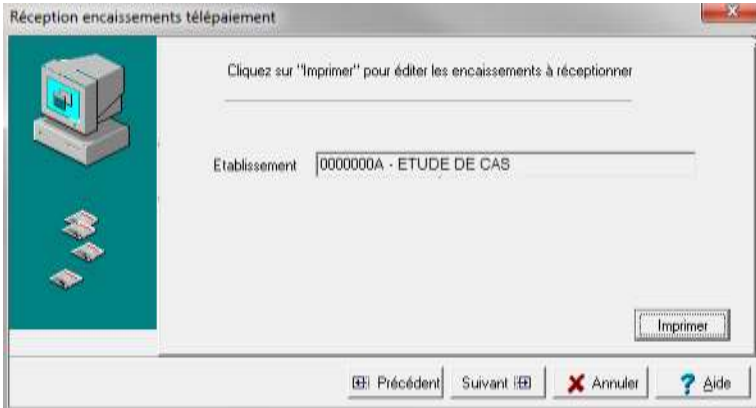 Réception encaissements télépaiement
Cliquez sur "Imprimer" pour éditer les encaissements à réceptionner
Etablissement 0000000A - ETUDE DE CAS
Imprimer
Précédent Suivant Annuler Aide